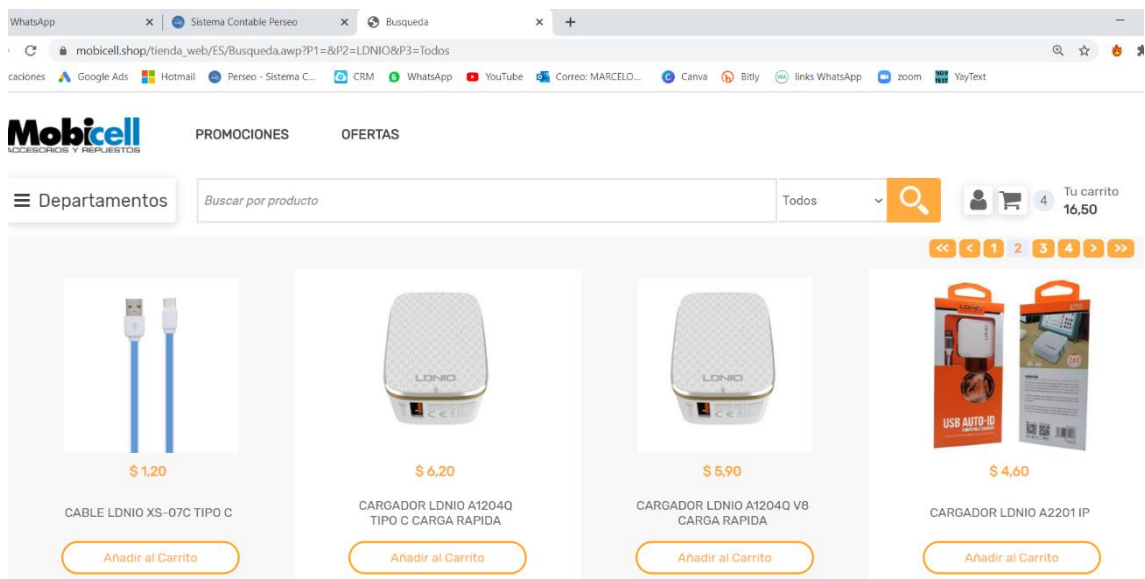 WhatsApp
Sistema Contable Perseo
Busqueda
mobicell.shop/tienda_web/ES/Busqueda.awp?P1=&P2=LDNIO&P3=Todos
caciones Google Ads Hotmail Perseo - Sistema C... CRM WhatsApp YouTube Correo: MARCELO... Canva Bitly links WhatsApp zoom YayText
Mobicell
ACCESORIOS Y REPUESTOS
PROMOCIONES OFERTAS
Departamentos
Buscar por producto
Todos
4
Tu carrito
16,50
<< < 1 2 3 4 > >>
LDNIO
LDNIO
LDNIO
USB AUTO-ID
$ 1,20
$ 6,20
$ 5,90
$ 4,60
CABLE LDNIO XS-07C TIPO C
CARGADOR LDNIO A1204Q
TIPO C CARGA RAPIDA
CARGADOR LDNIO A1204Q V8
CARGA RAPIDA
CARGADOR LDNIO A2201 IP
Añadir al Carrito
Añadir al Carrito
Añadir al Carrito
Añadir al Carrito